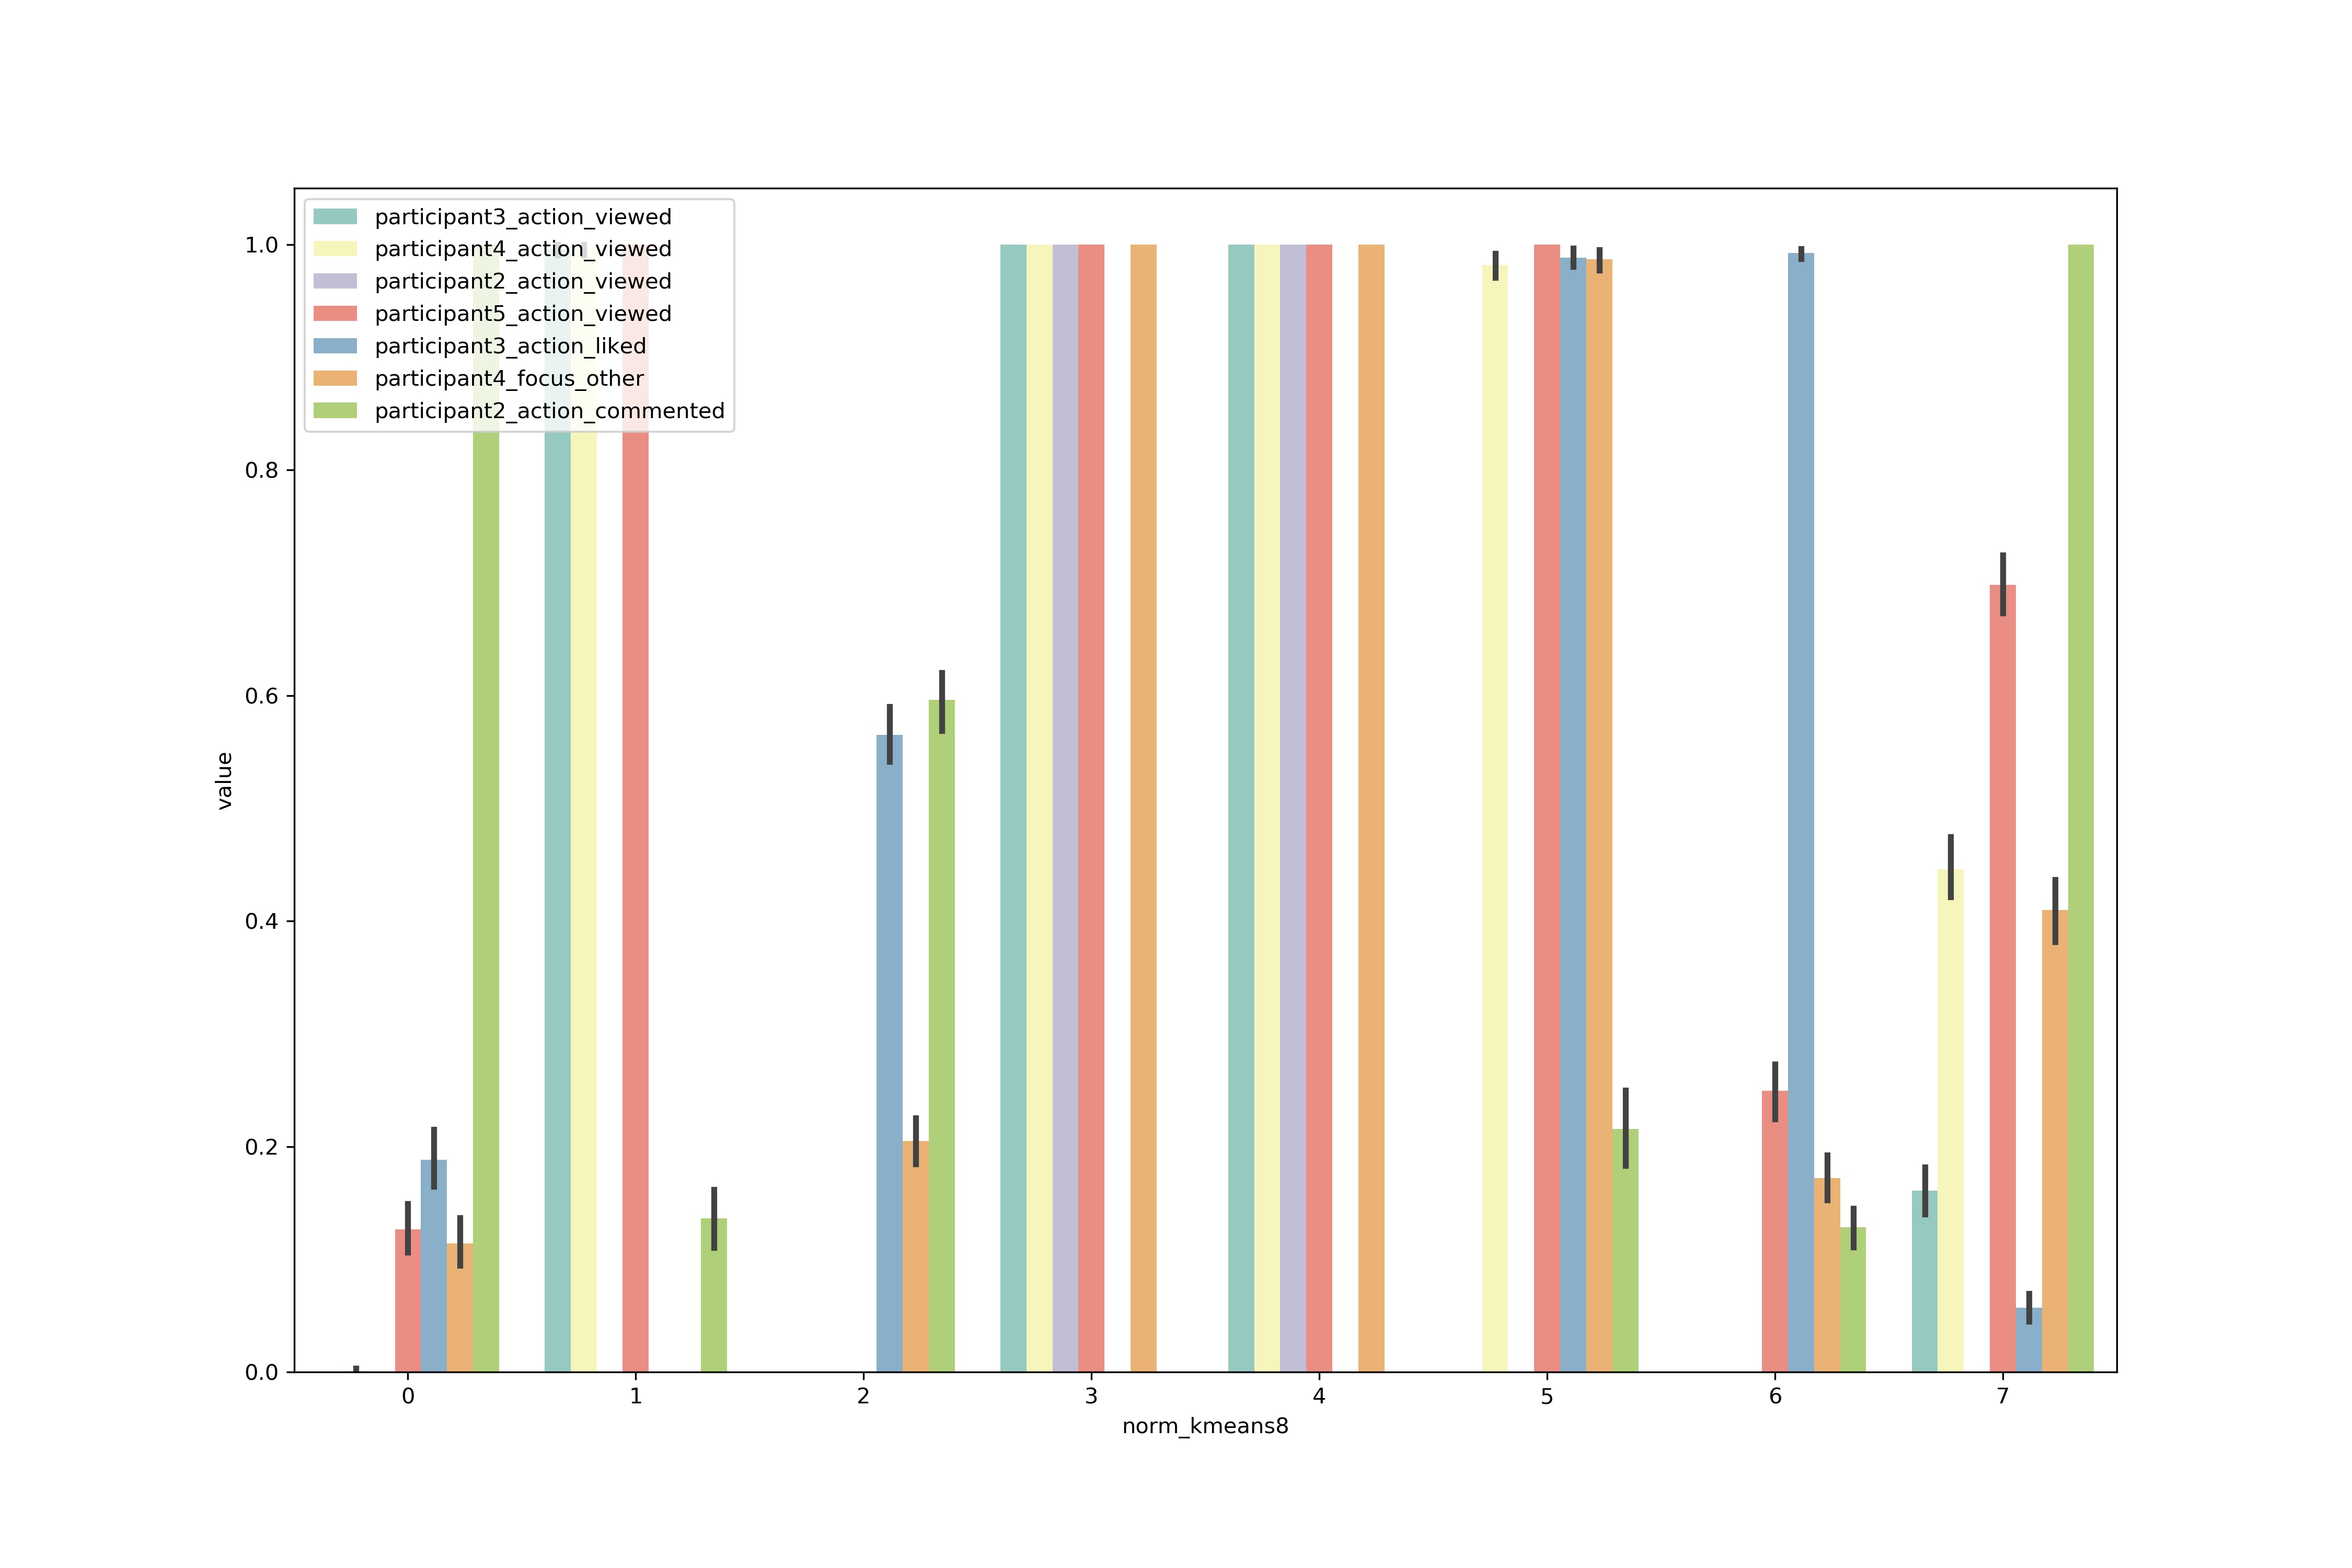 participant3_action_viewed
participant4_action_viewed
participant2_action_viewed
participant5_action_viewed
participant3_action_liked
participant4_focus_other
participant2_action_commented
1.0
0.8
0.6
0.4
0.2
0.0
value
0 1 2 3 4 5 6 7
norm_kmeans8